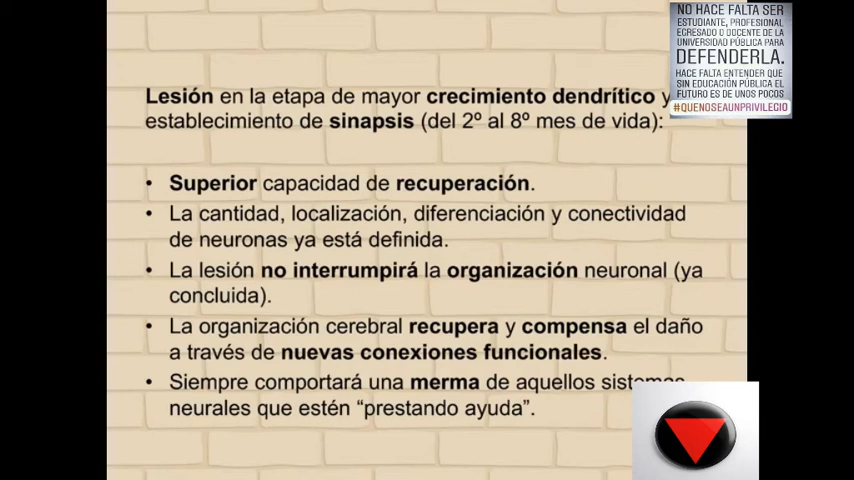 NO HACE FALTA SER
ESTUDIANTE, PROFESIONAL
EGRESADO O DOCENTE DE LA
UNIVERSIDAD PÚBLICA PARA
DEFENDERLA.
HACE FALTA ENTENDER QUE
SIN EDUCACIÓN PÚBLICA EL
FUTURO ES DE UNOS POCOS
#QUENOSEAUNPRIVILEGIO
Lesión en la etapa de mayor crecimiento dendrítico y
establecimiento de sinapsis (del 2º al 8º mes de vida):
• Superior capacidad de recuperación.
• La cantidad, localización, diferenciación y conectividad
de neuronas ya está definida.
• La lesión no interrumpirá la organización neuronal (ya
concluida).
• La organización cerebral recupera y compensa el daño
a través de nuevas conexiones funcionales.
• Siempre comportará una merma de aquellos sistemas
neurales que estén “prestando ayuda”.